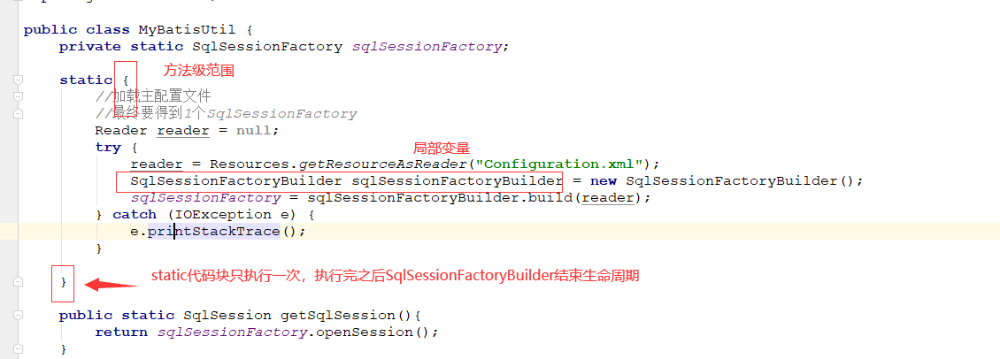 public class MyBatisUtil {
private static SqlSessionFactory sqlSessionFactory;
方法级范围
static {
//加载主配置文件
//最终要得到1个SqlSessionFactory
Reader reader = null;
try {
局部变量
reader = Resources.getResourceAsReader("Configuration.xml");
SqlSessionFactoryBuilder sqlSessionFactoryBuilder = new SqlSessionFactoryBuilder();
sqlSessionFactory = sqlSessionFactoryBuilder.build(reader);
} catch (IOException e) {
e.printStackTrace();
}
static代码块只执行一次，执行完之后SqlSessionFactoryBuilder结束生命周期
}
public static SqlSession getSqlSession(){
return sqlSessionFactory.openSession();
}